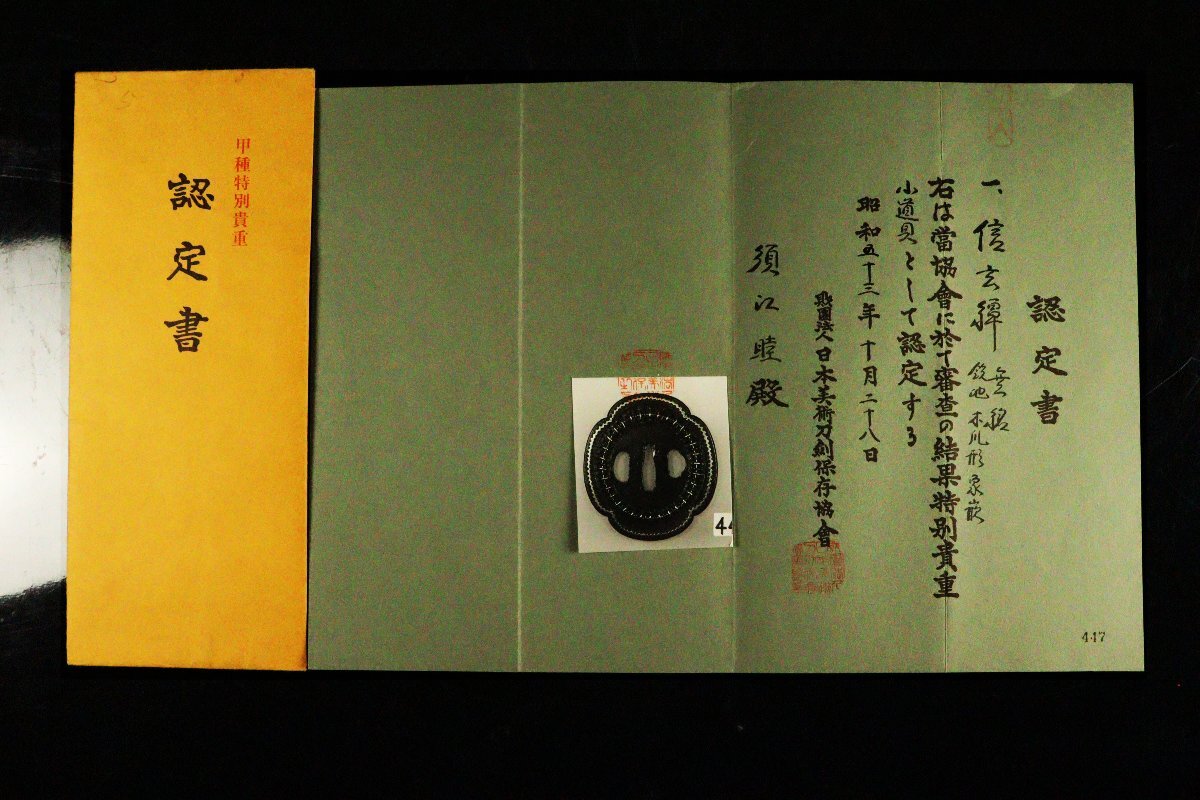 甲種特別貴重
認定書
認定書
一、信玄鐔
無銘
鉄地木瓜形象嵌
右は當協會に於て審査の結果特別貴重
小道具として認定する
昭和五十三年十月二十八日
財團法人日本美術刀剣保存協會
須江睦殿
44
447